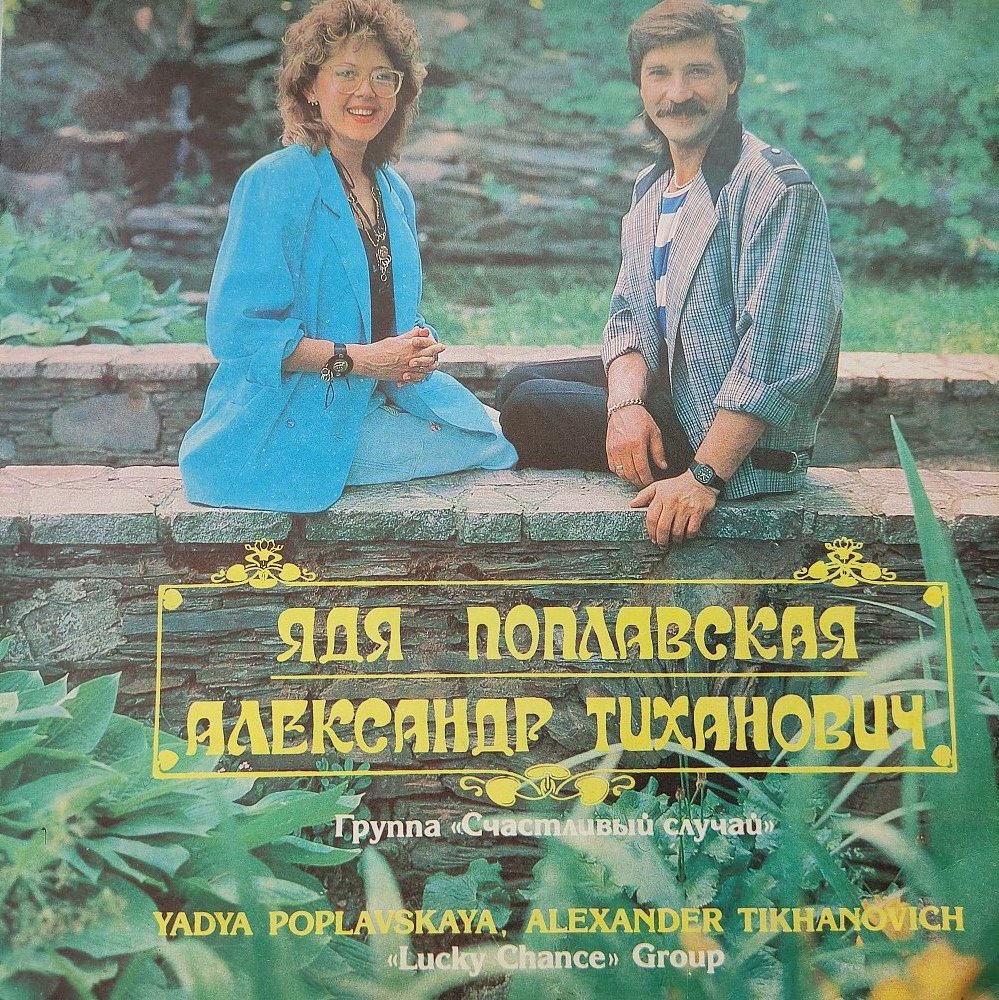 ЯДЯ ПОПЛАВСКАЯ
АЛЕКСАНДР ТИХАНОВИЧ
Группа «Счастливый случай»
YADYA POPLAVSKAYA, ALEXANDER TIKHANOVICH
«Lucky Chance» Group